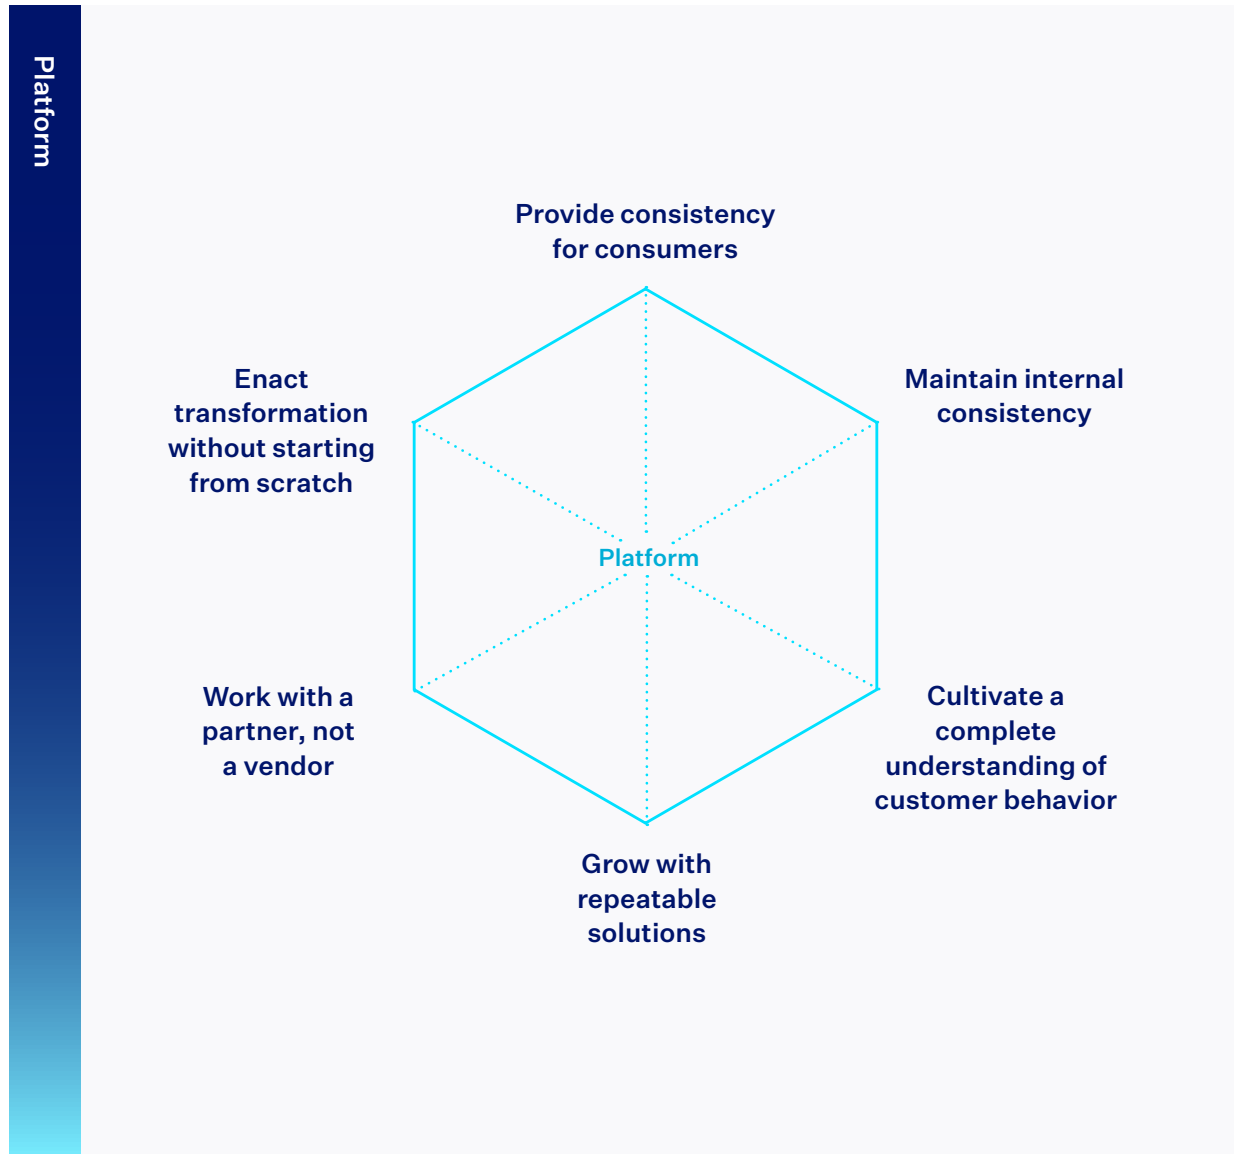 Platform
Provide consistency
for consumers
Enact
transformation
without starting
from scratch
Maintain internal
consistency
Platform
Work with a
partner, not
a vendor
Cultivate a
complete
understanding of
customer behavior
Grow with
repeatable
solutions